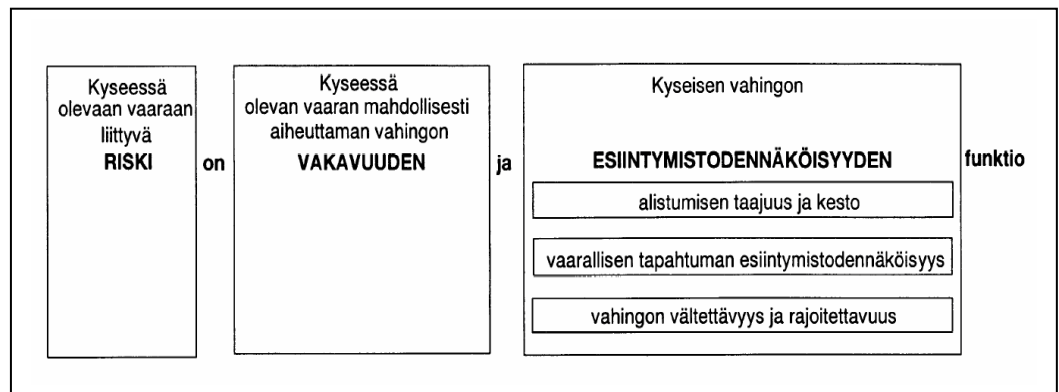 Kyseessä
olevaan vaaraan
liittyvä
RISKI
on
Kyseessä
olevan vaaran mahdollisesti
aiheuttaman vahingon
VAKAVUUDEN
ja
Kyseisen vahingon
ESIINTYMISTODENNÄKÖISYYDEN
alistumisen taajuus ja kesto
vaarallisen tapahtuman esiintymistodennäköisyys
vahingon vältettävyys ja rajoitettavuus
funktio